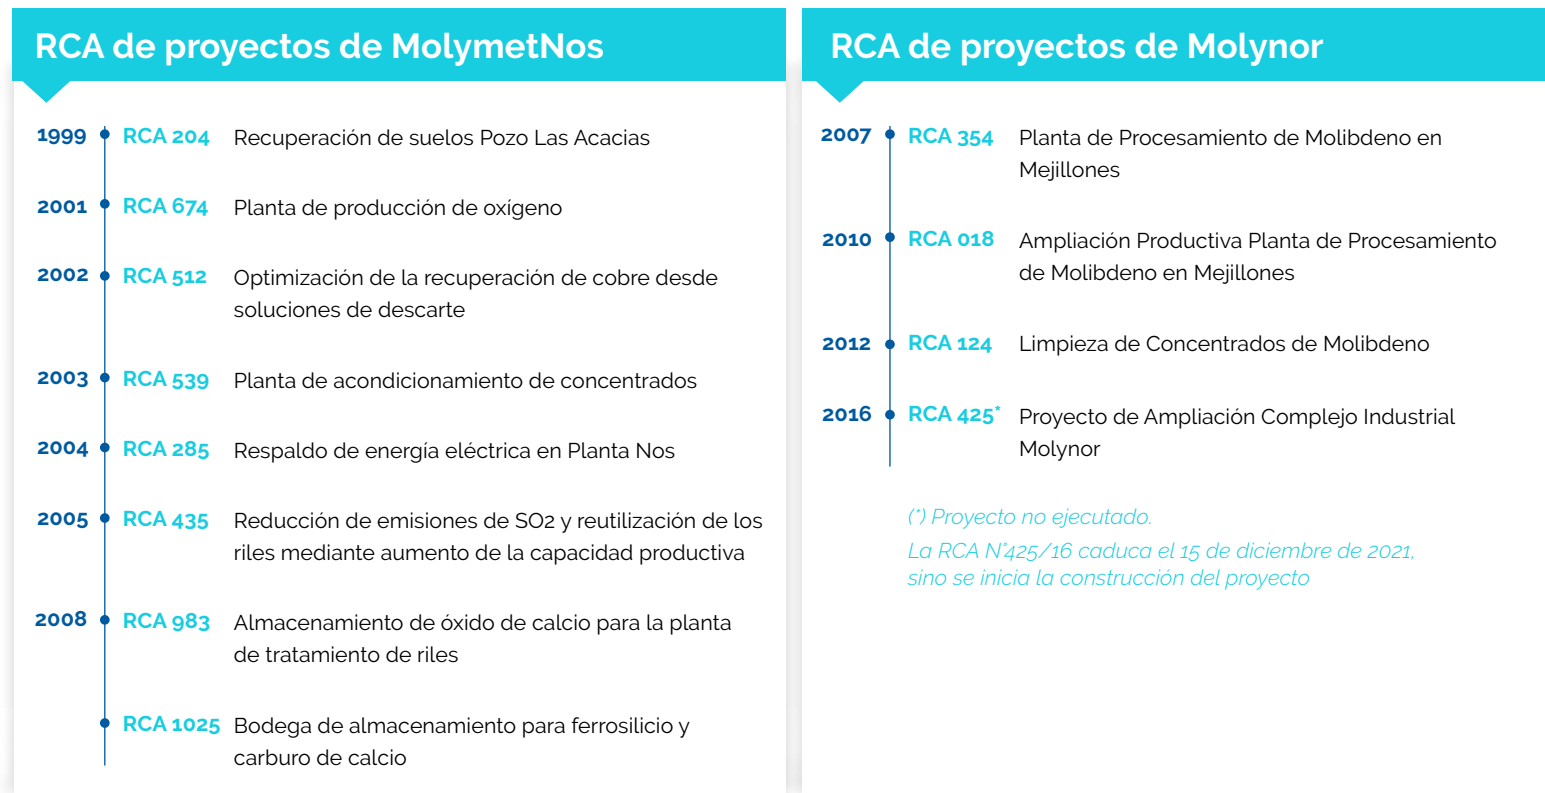 RCA de proyectos de MolymetNos
1999 RCA 204 Recuperación de suelos Pozo Las Acacias
2001 RCA 674 Planta de producción de oxígeno
2002 RCA 512 Optimización de la recuperación de cobre desde
soluciones de descarte
2003 RCA 539 Planta de acondicionamiento de concentrados
2004 RCA 285 Respaldo de energía eléctrica en Planta Nos
2005 RCA 435 Reducción de emisiones de SO2 y reutilización de los
riles mediante aumento de la capacidad productiva
2008 RCA 983 Almacenamiento de óxido de calcio para la planta
de tratamiento de riles
RCA 1025 Bodega de almacenamiento para ferrosilicio y
carburo de calcio
RCA de proyectos de Molynor
2007 RCA 354 Planta de Procesamiento de Molibdeno en
Mejillones
2010 RCA 018 Ampliación Productiva Planta de Procesamiento
de Molibdeno en Mejillones
2012 RCA 124 Limpieza de Concentrados de Molibdeno
2016 RCA 425* Proyecto de Ampliación Complejo Industrial
Molynor
(*) Proyecto no ejecutado.
La RCA N°425/16 caduca el 15 de diciembre de 2021,
sino se inicia la construcción del proyecto